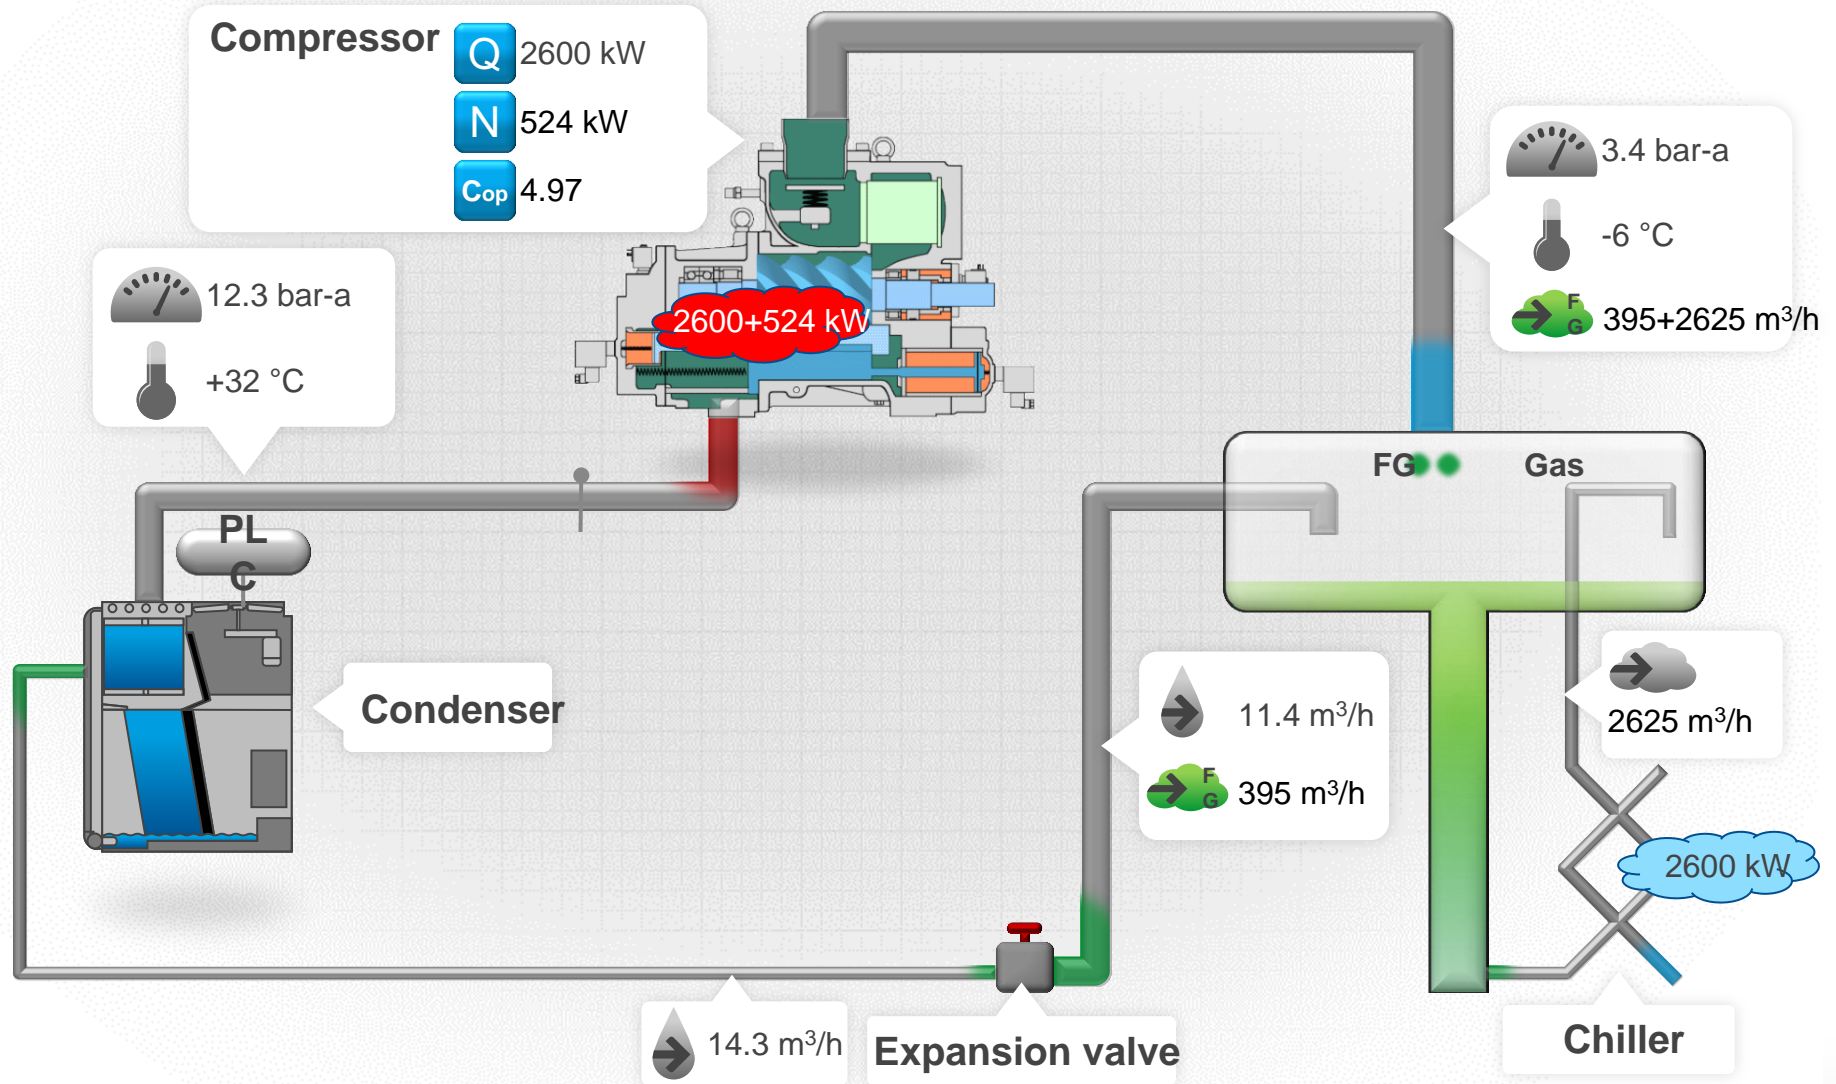 Compressor
Q 2600 kW
N 524 kW
Cop 4.97
3.4 bar-a
-6 °C
F
G
395+2625 m³/h
12.3 bar-a
+32 °C
2600+524 kW
FG
Gas
PL
C
Condenser
11.4 m³/h
F
G
395 m³/h
2625 m³/h
2600 kW
14.3 m³/h
Expansion valve
Chiller